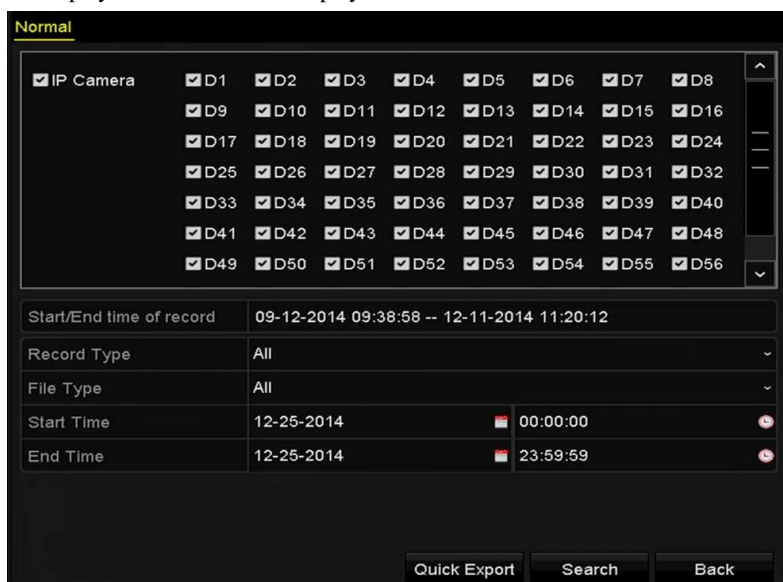 Normal
IP Camera D1 D2 D3 D4 D5 D6 D7 D8
D9 D10 D11 D12 D13 D14 D15 D16
D17 D18 D19 D20 D21 D22 D23 D24
D25 D26 D27 D28 D29 D30 D31 D32
D33 D34 D35 D36 D37 D38 D39 D40
D41 D42 D43 D44 D45 D46 D47 D48
D49 D50 D51 D52 D53 D54 D55 D56
Start/End time of record 09-12-2014 09:38:58 -- 12-11-2014 11:20:12
Record Type All
File Type All
Start Time 12-25-2014 00:00:00
End Time 12-25-2014 23:59:59
Quick Export Search Back